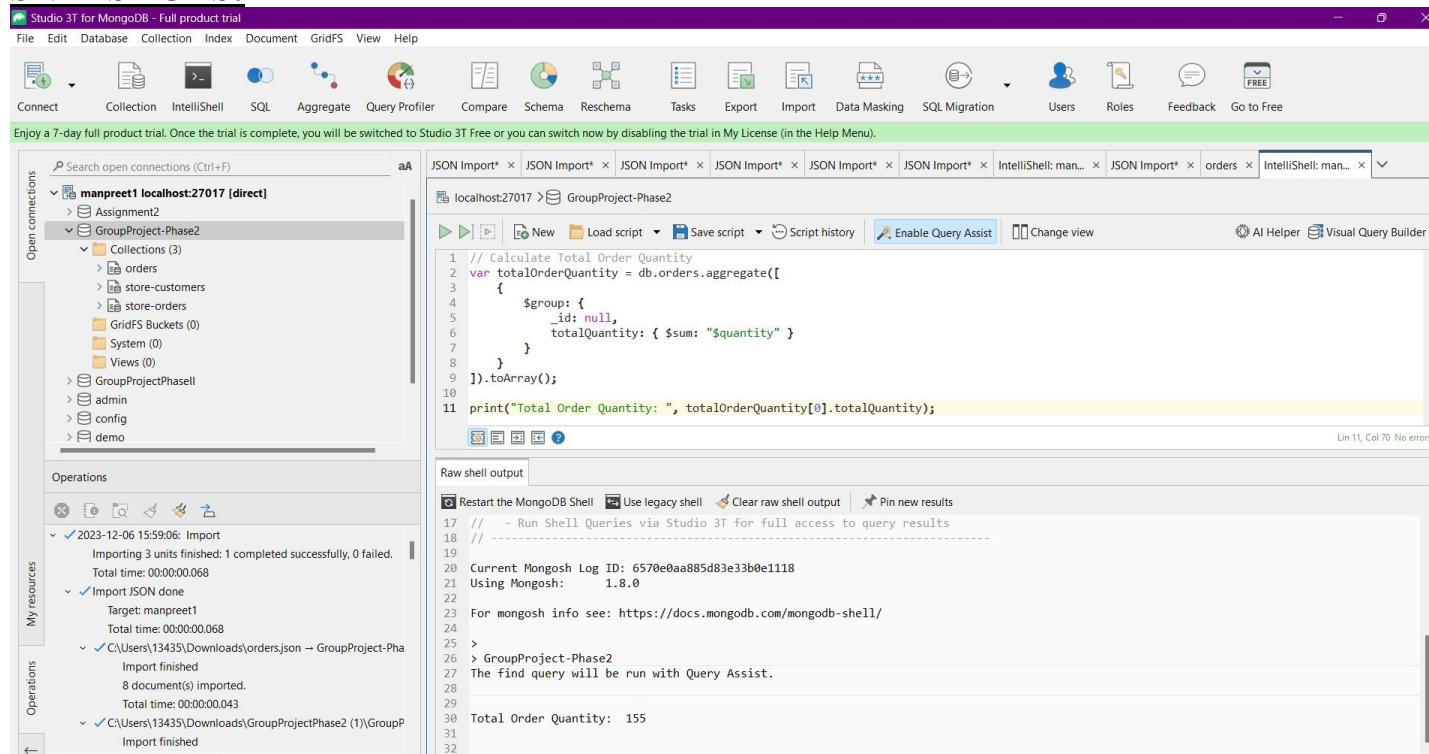 Studio 3T for MongoDB - Full product trial
File Edit Database Collection Index Document GridFS View Help
Connect Collection IntelliShell SQL Aggregate Query Profiler Compare Schema Reschema Tasks Export Import Data Masking SQL Migration Users Roles Feedback FREE Go to Free
Enjoy a 7-day full product trial. Once the trial is complete, you will be switched to Studio 3T Free or you can switch now by disabling the trial in My License (in the Help Menu).
Open connections
Search open connections (Ctrl+F) aA
manpreet1 localhost:27017 [direct]
Assignment2
GroupProject-Phase2
Collections (3)
orders
store-customers
store-orders
GridFS Buckets (0)
System (0)
Views (0)
GroupProjectPhaseII
admin
config
demo
My resources
Operations
Operations
2023-12-06 15:59:06: Import
Importing 3 units finished: 1 completed successfully, 0 failed.
Total time: 00:00:00.068
Import JSON done
Target: manpreet1
Total time: 00:00:00.068
C:\Users\13435\Downloads\orders.json → GroupProject-Pha
Import finished
8 document(s) imported.
Total time: 00:00:00.043
C:\Users\13435\Downloads\GroupProjectPhase2 (1)\GroupP
Import finished
JSON Import* × JSON Import* × JSON Import* × JSON Import* × JSON Import* × JSON Import* × IntelliShell: man... × JSON Import* × orders × IntelliShell: man... ×
localhost:27017 > GroupProject-Phase2
New Load script Save script Script history Enable Query Assist Change view AI Helper Visual Query Builder
1 // Calculate Total Order Quantity
2 var totalOrderQuantity = db.orders.aggregate([
3 {
4 $group: {
5 _id: null,
6 totalQuantity: { $sum: "$quantity" }
7 }
8 }
9 ]).toArray();
10
11 print("Total Order Quantity: ", totalOrderQuantity[0].totalQuantity);
Lin 11, Col 70 No errors
Raw shell output
Restart the MongoDB Shell Use legacy shell Clear raw shell output Pin new results
17 // - Run Shell Queries via Studio 3T for full access to query results
18 // ----------------------------------------------------------------------
19
20 Current Mongosh Log ID: 6570e0aa885d83e33b0e1118
21 Using Mongosh: 1.8.0
22
23 For mongosh info see: https://docs.mongodb.com/mongodb-shell/
24
25 >
26 > GroupProject-Phase2
27 The find query will be run with Query Assist.
28
29
30 Total Order Quantity: 155
31
32